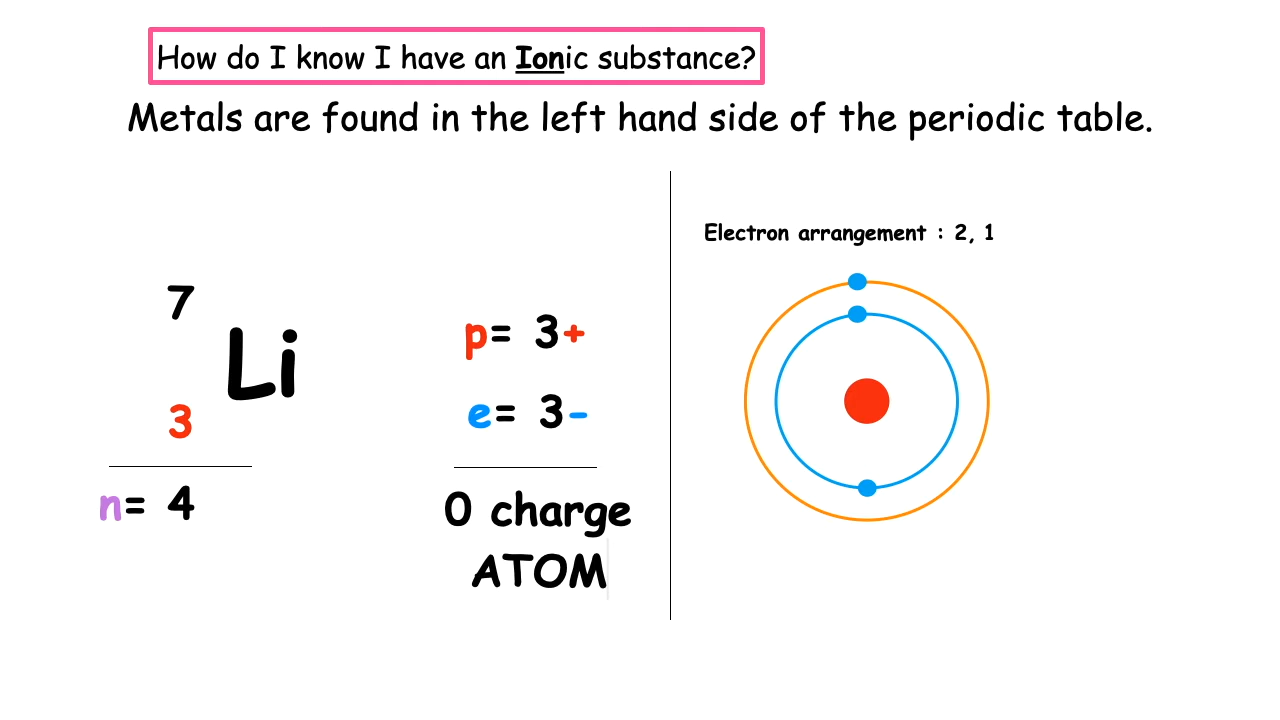 How do I know I have an Ionic substance?
Metals are found in the left hand side of the periodic table.
7
Li
3
n= 4
p= 3+
e= 3-
0 charge
ATOM
Electron arrangement : 2, 1